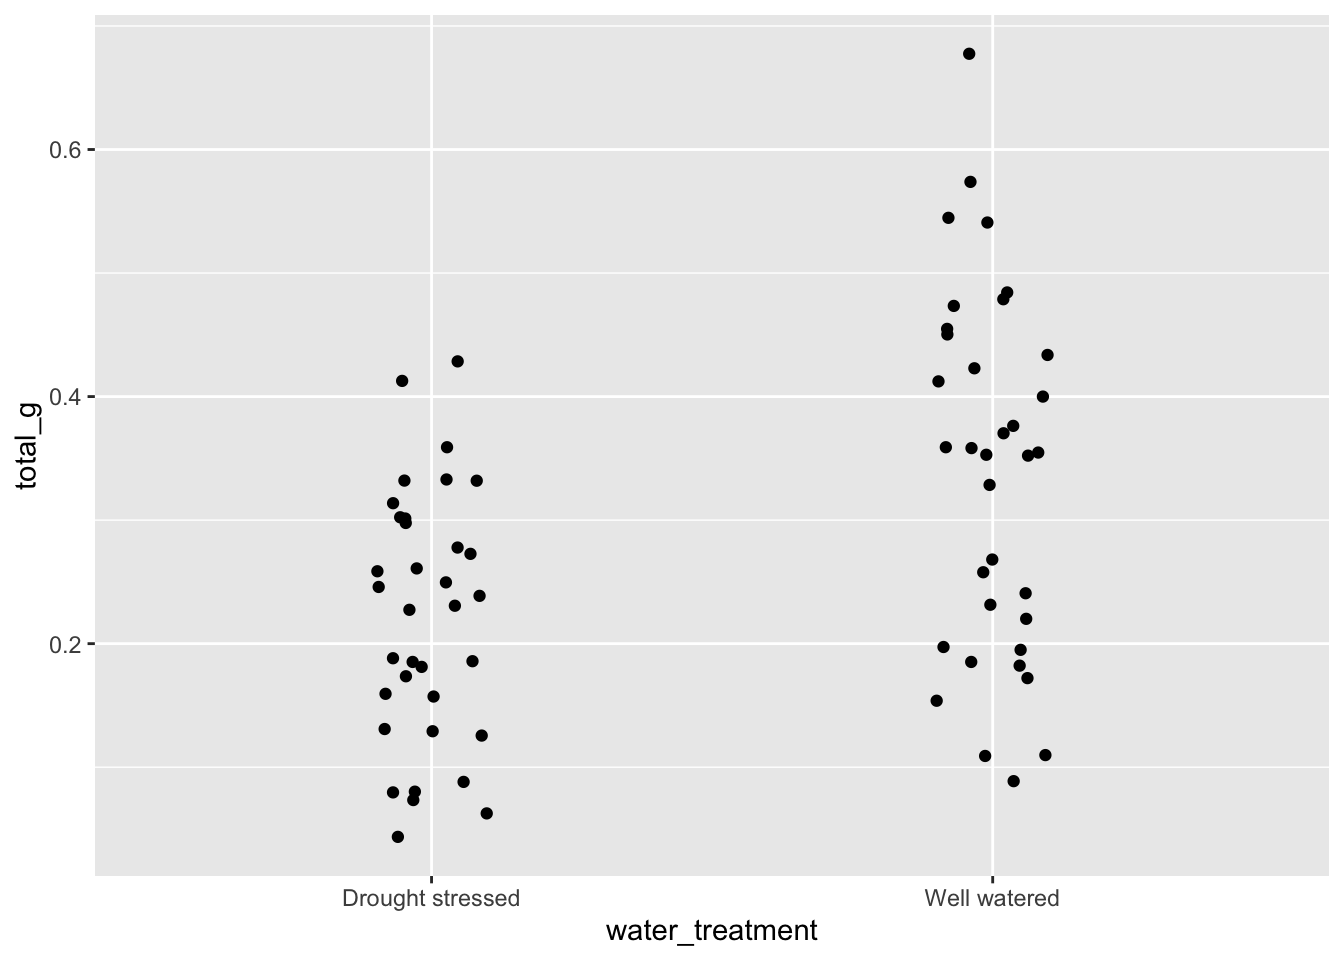 0.6
0.4
0.2
total_g
Drought stressed
Well watered
water_treatment